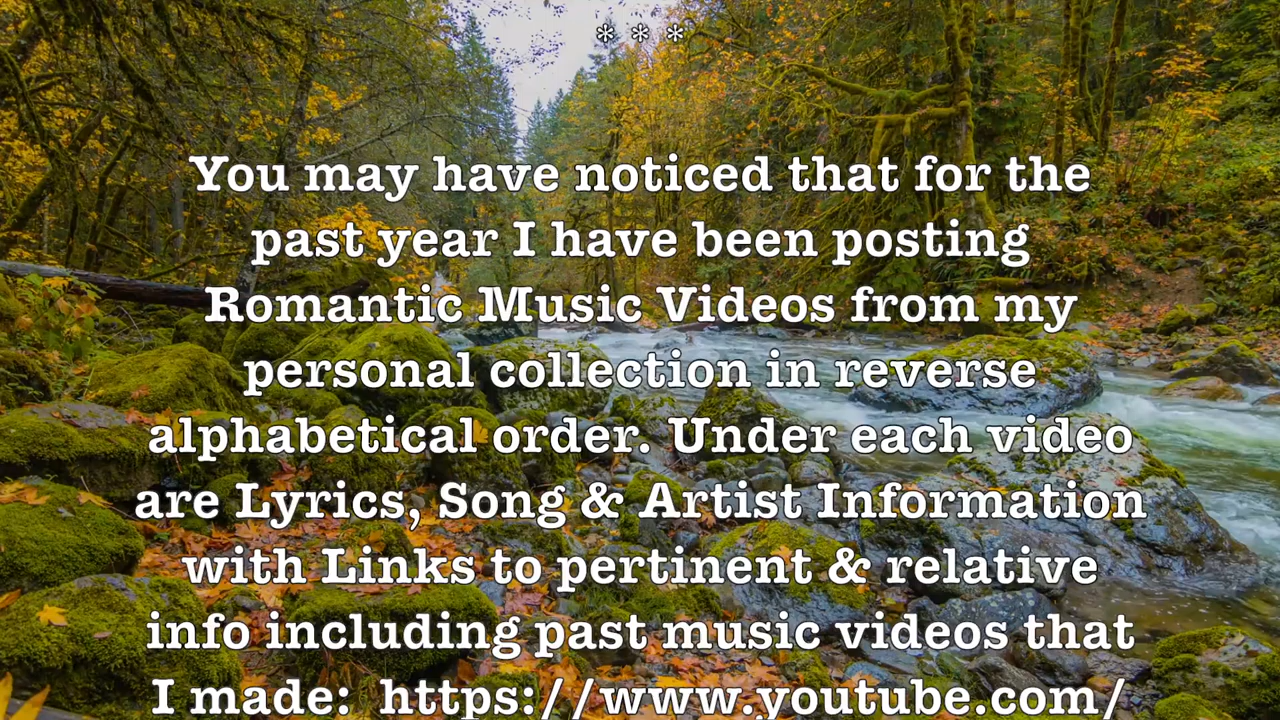 * * *
You may have noticed that for the
past year I have been posting
Romantic Music Videos from my
personal collection in reverse
alphabetical order. Under each video
are Lyrics, Song & Artist Information
with Links to pertinent & relative
info including past music videos that
I made:  https://www.youtube.com/